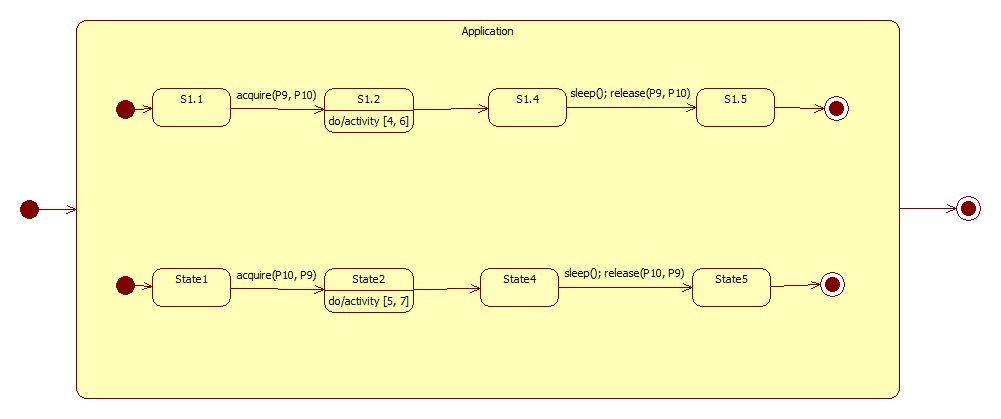 Application
S1.1
acquire(P9, P10)
S1.2
do/activity [4, 6]
S1.4
sleep(); release(P9, P10)
S1.5
State1
acquire(P10, P9)
State2
do/activity [5, 7]
State4
sleep(); release(P10, P9)
State5